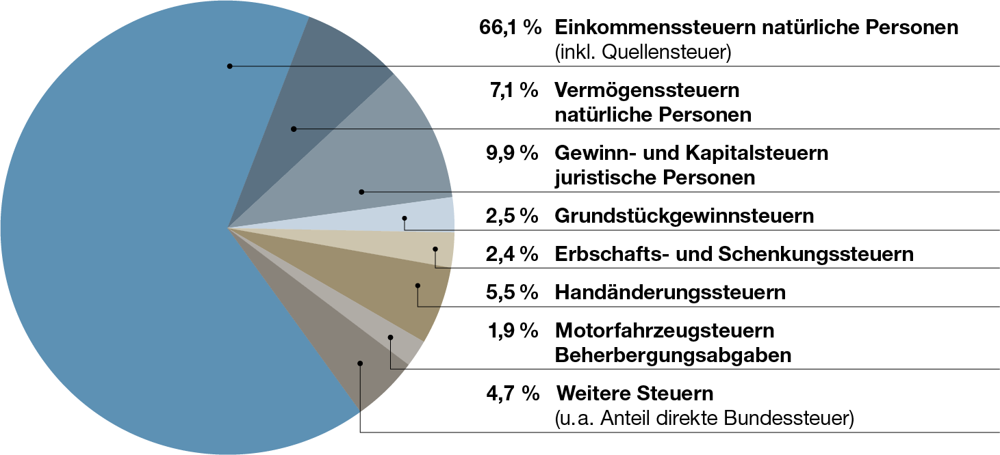 66,1 % Einkommenssteuern natürliche Personen
(inkl. Quellensteuer)
7,1 % Vermögenssteuern
natürliche Personen
9,9 % Gewinn- und Kapitalsteuern
juristische Personen
2,5 % Grundstückgewinnsteuern
2,4 % Erbschafts- und Schenkungssteuern
5,5 % Handänderungssteuern
1,9 % Motorfahrzeugsteuern
Beherbergungsabgaben
4,7 % Weitere Steuern
(u. a. Anteil direkte Bundessteuer)